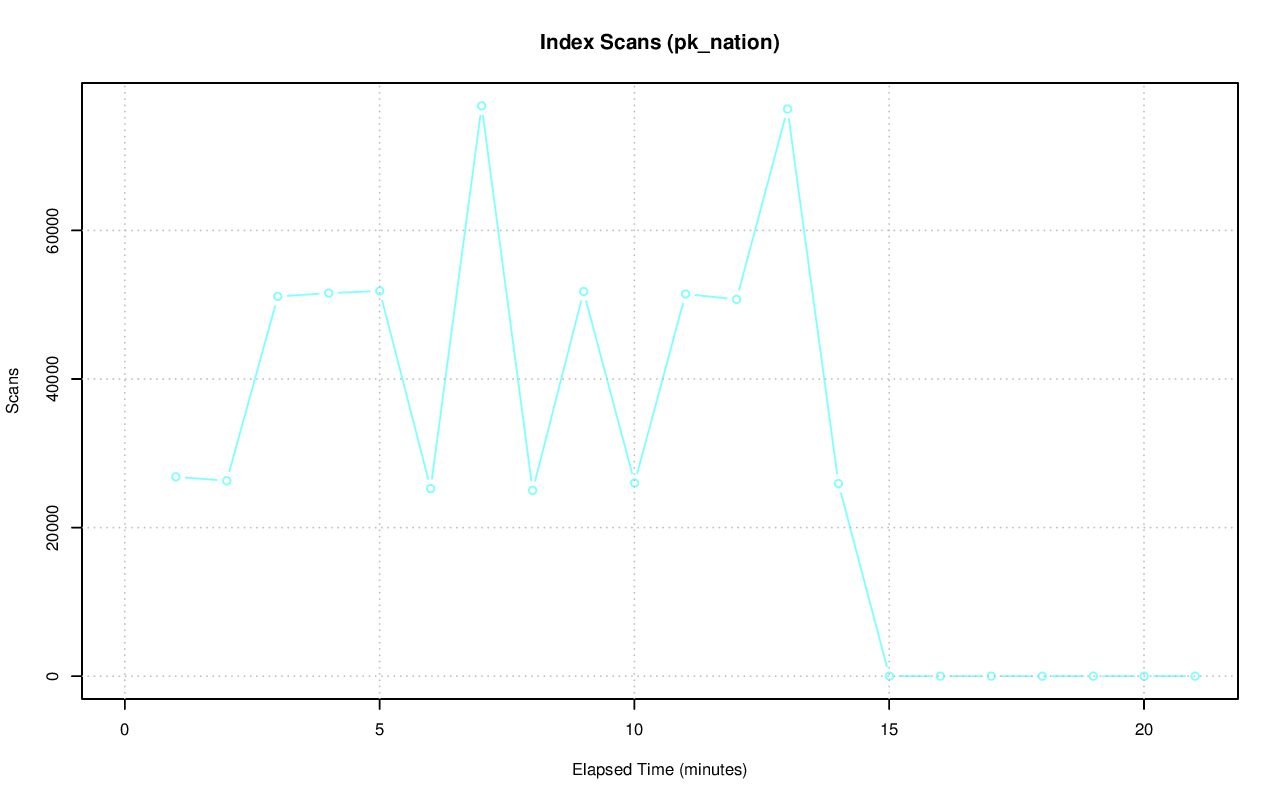 Index Scans (pk_nation)
Scans
60000
40000
20000
0
0 5 10 15 20
Elapsed Time (minutes)